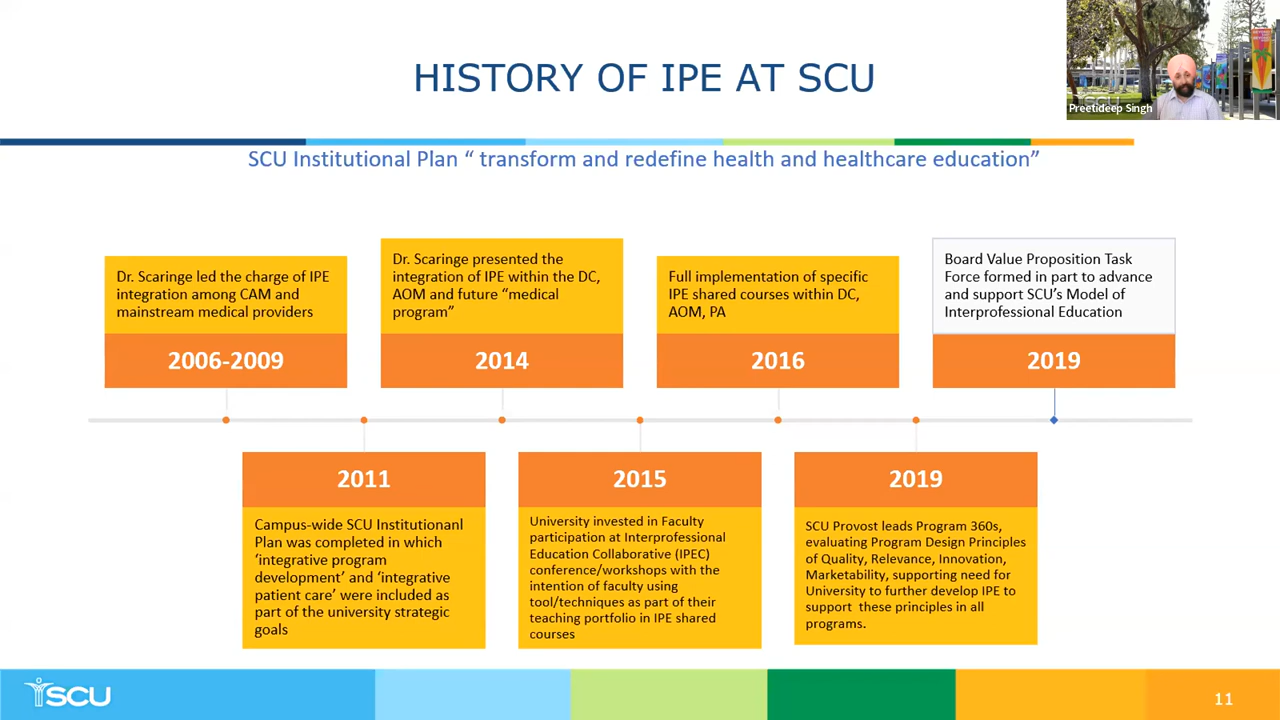 HISTORY OF IPE AT SCU
Preetideep Singh
SCU Institutional Plan “ transform and redefine health and healthcare education”
Dr. Scaringe led the charge of IPE
integration among CAM and
mainstream medical providers
2006-2009
Dr. Scaringe presented the
integration of IPE within the DC,
AOM and future “medical
program”
2014
Full implementation of specific
IPE shared courses within DC,
AOM, PA
2016
Board Value Proposition Task
Force formed in part to advance
and support SCU’s Model of
Interprofessional Education
2019
2011
Campus-wide SCU Institutionanl
Plan was completed in which
‘integrative program
development’ and ‘integrative
patient care’ were included as
part of the university strategic
goals
2015
University invested in Faculty
participation at Interprofessional
Education Collaborative (IPEC)
conference/workshops with the
intention of faculty using
tool/techniques as part of their
teaching portfolio in IPE shared
courses
2019
SCU Provost leads Program 360s,
evaluating Program Design Principles
of Quality, Relevance, Innovation,
Marketability, supporting need for
University to further develop IPE to
support  these principles in all
programs.
SCU
11